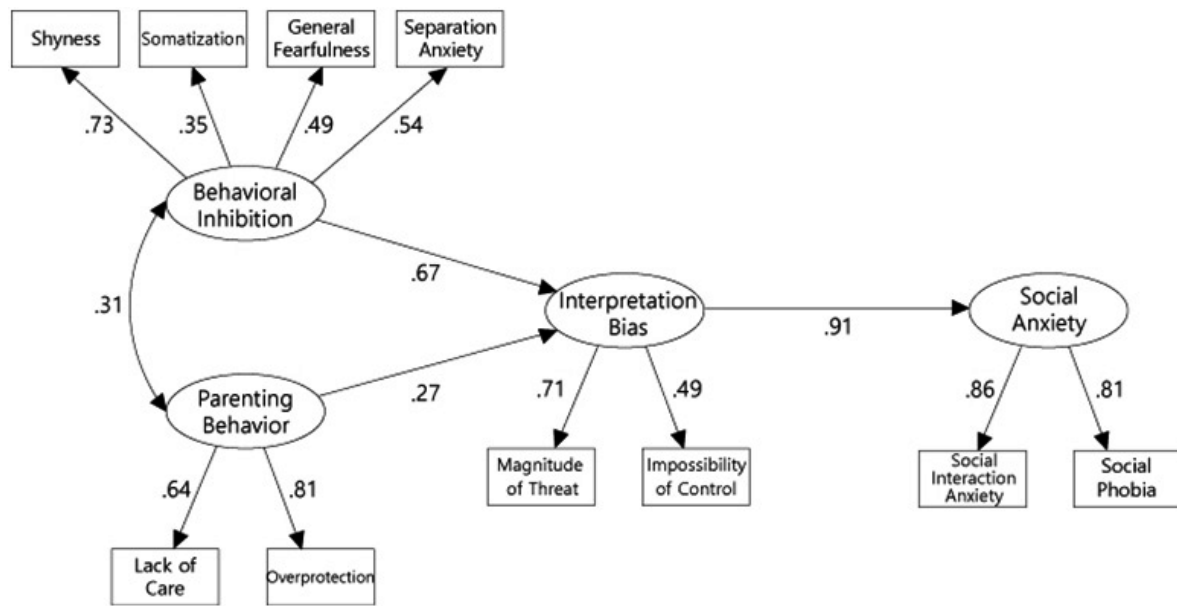 Shyness
Somatization
General
Fearfulness
Separation
Anxiety
.73
.35
.49
.54
Behavioral
Inhibition
.67
.31
Interpretation
Bias
.91
Social
Anxiety
.27
Parenting
Behavior
.71
.49
.86
.81
Magnitude
of Threat
Impossibility
of Control
Social
Interaction
Anxiety
Social
Phobia
.64
.81
Lack of
Care
Overprotection